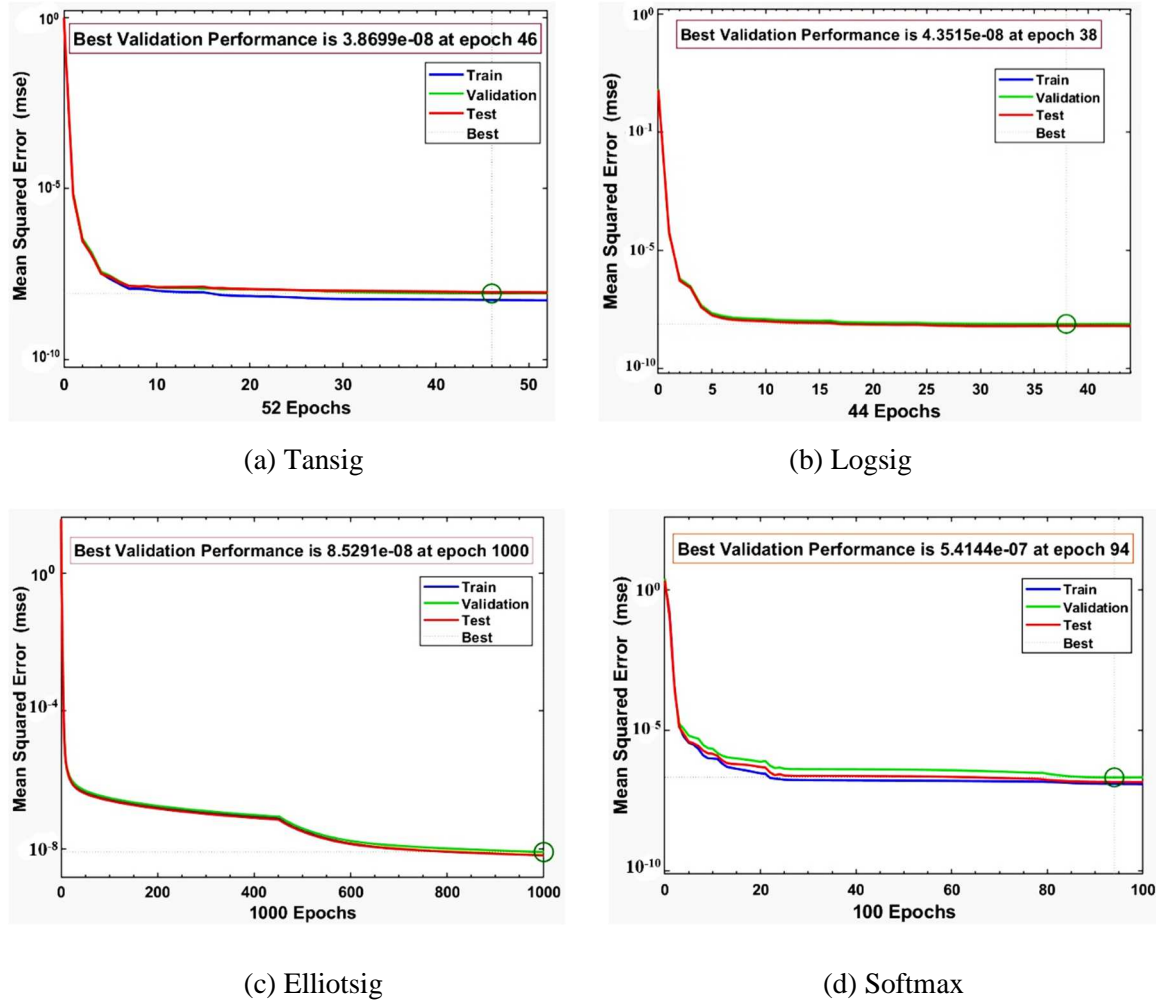 Best Validation Performance is 3.8699e-08 at epoch 46
Train
Validation
Test
Best
Mean Squared Error (mse)
10^0
10^-5
10^-10
0 10 20 30 40 50
52 Epochs
(a) Tansig
Best Validation Performance is 4.3515e-08 at epoch 38
Train
Validation
Test
Best
Mean Squared Error (mse)
10^0
10^-1
10^-5
10^-10
0 5 10 15 20 25 30 35 40
44 Epochs
(b) Logsig
Best Validation Performance is 8.5291e-08 at epoch 1000
Train
Validation
Test
Best
Mean Squared Error (mse)
10^0
10^-4
10^-8
0 200 400 600 800 1000
1000 Epochs
(c) Elliotsig
Best Validation Performance is 5.4144e-07 at epoch 94
Train
Validation
Test
Best
Mean Squared Error (mse)
10^0
10^-5
10^-10
0 20 40 60 80 100
100 Epochs
(d) Softmax